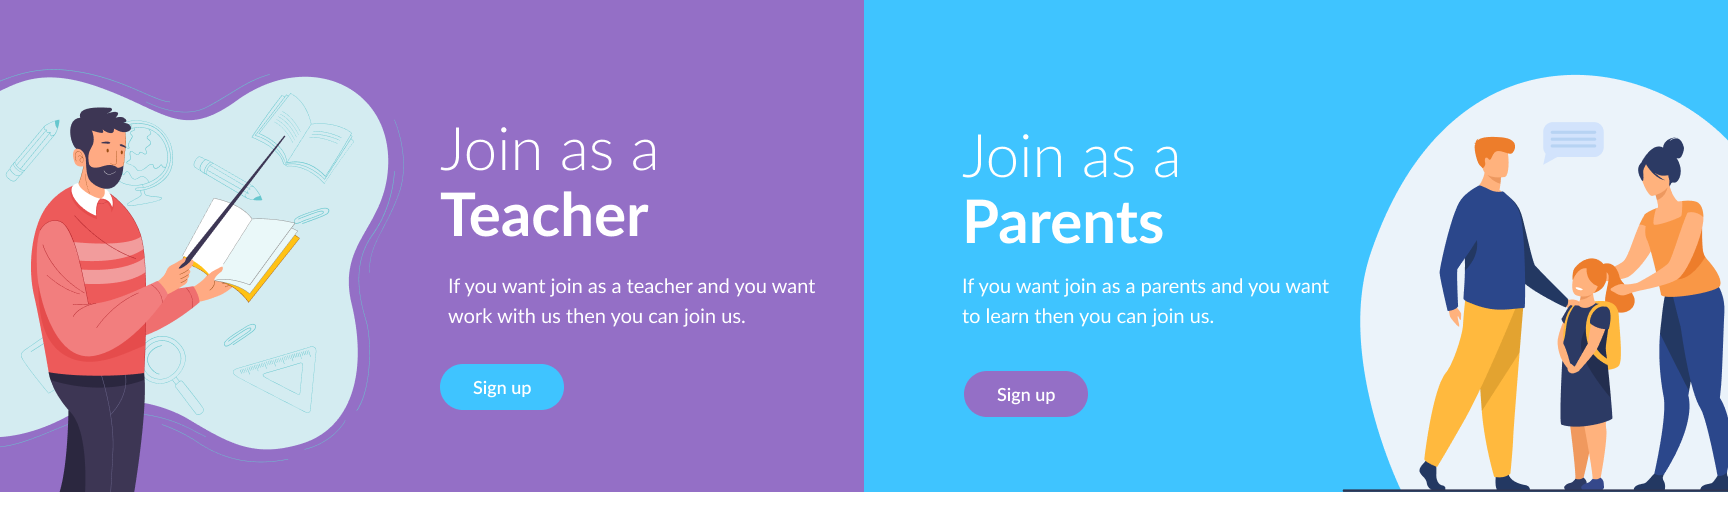 Join as a
Teacher
If you want join as a teacher and you want
work with us then you can join us.
Sign up
Join as a
Parents
If you want join as a parents and you want
to learn then you can join us.
Sign up